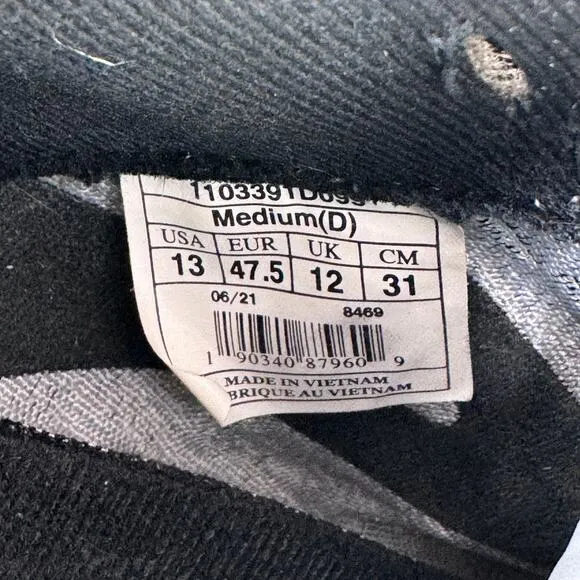 Medium(D)
USA EUR UK CM
13 47.5 12 31
06/21 8469
1 90340 87960 9
MADE IN VIETNAM
BRIQUE AU VIETNAM